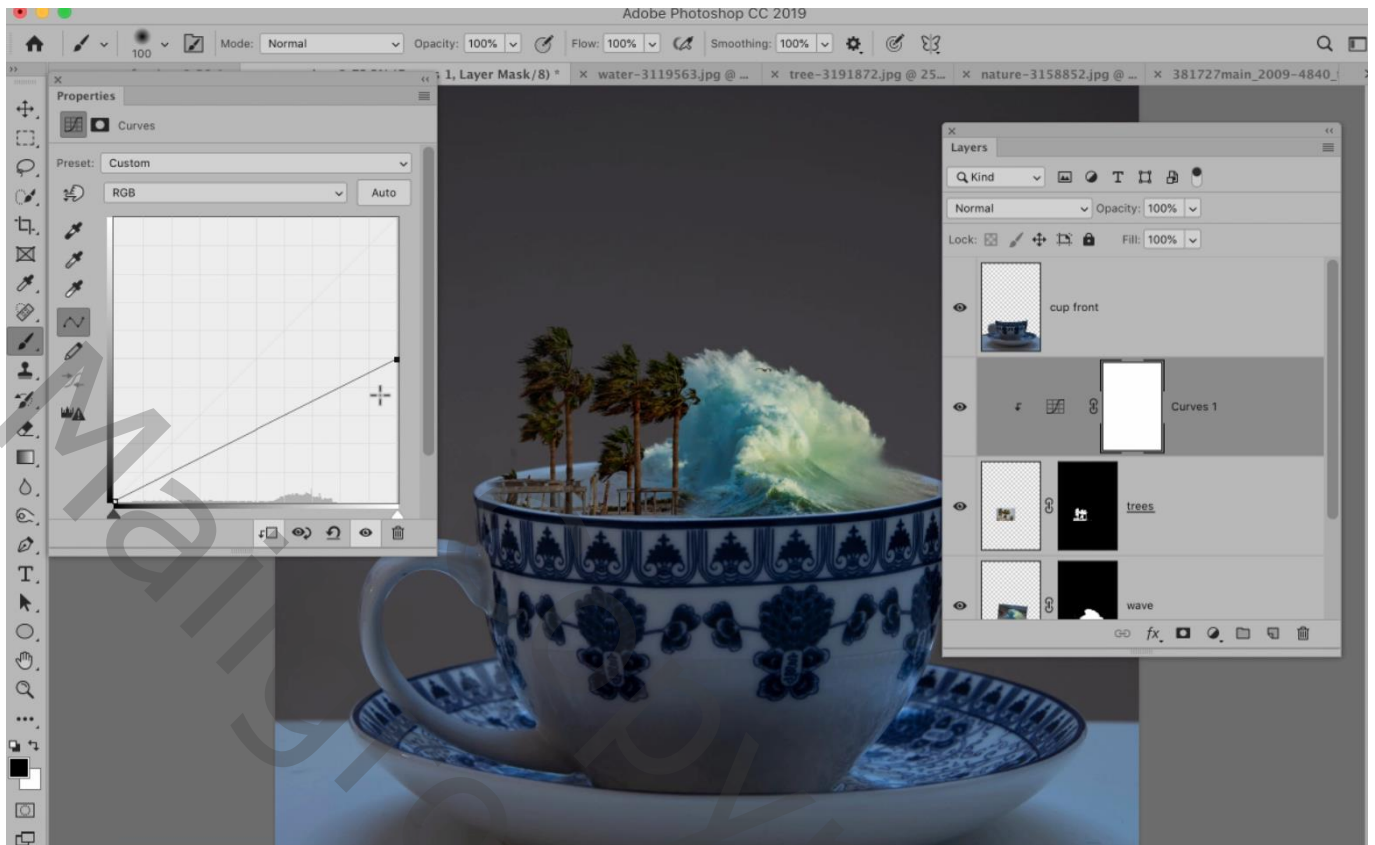 Adobe Photoshop CC 2019
100
Mode: Normal
Opacity: 100%
Flow: 100%
Smoothing: 100%
1, Layer Mask/8) *
× water-3119563.jpg @ ...
× tree-3191872.jpg @ 25...
× nature-3158852.jpg @ ...
× 381727main_2009-4840_
Properties
Curves
Preset: Custom
RGB
Auto
Layers
Kind
Normal
Opacity: 100%
Lock:
Fill: 100%
cup front
Curves 1
trees
wave
fx